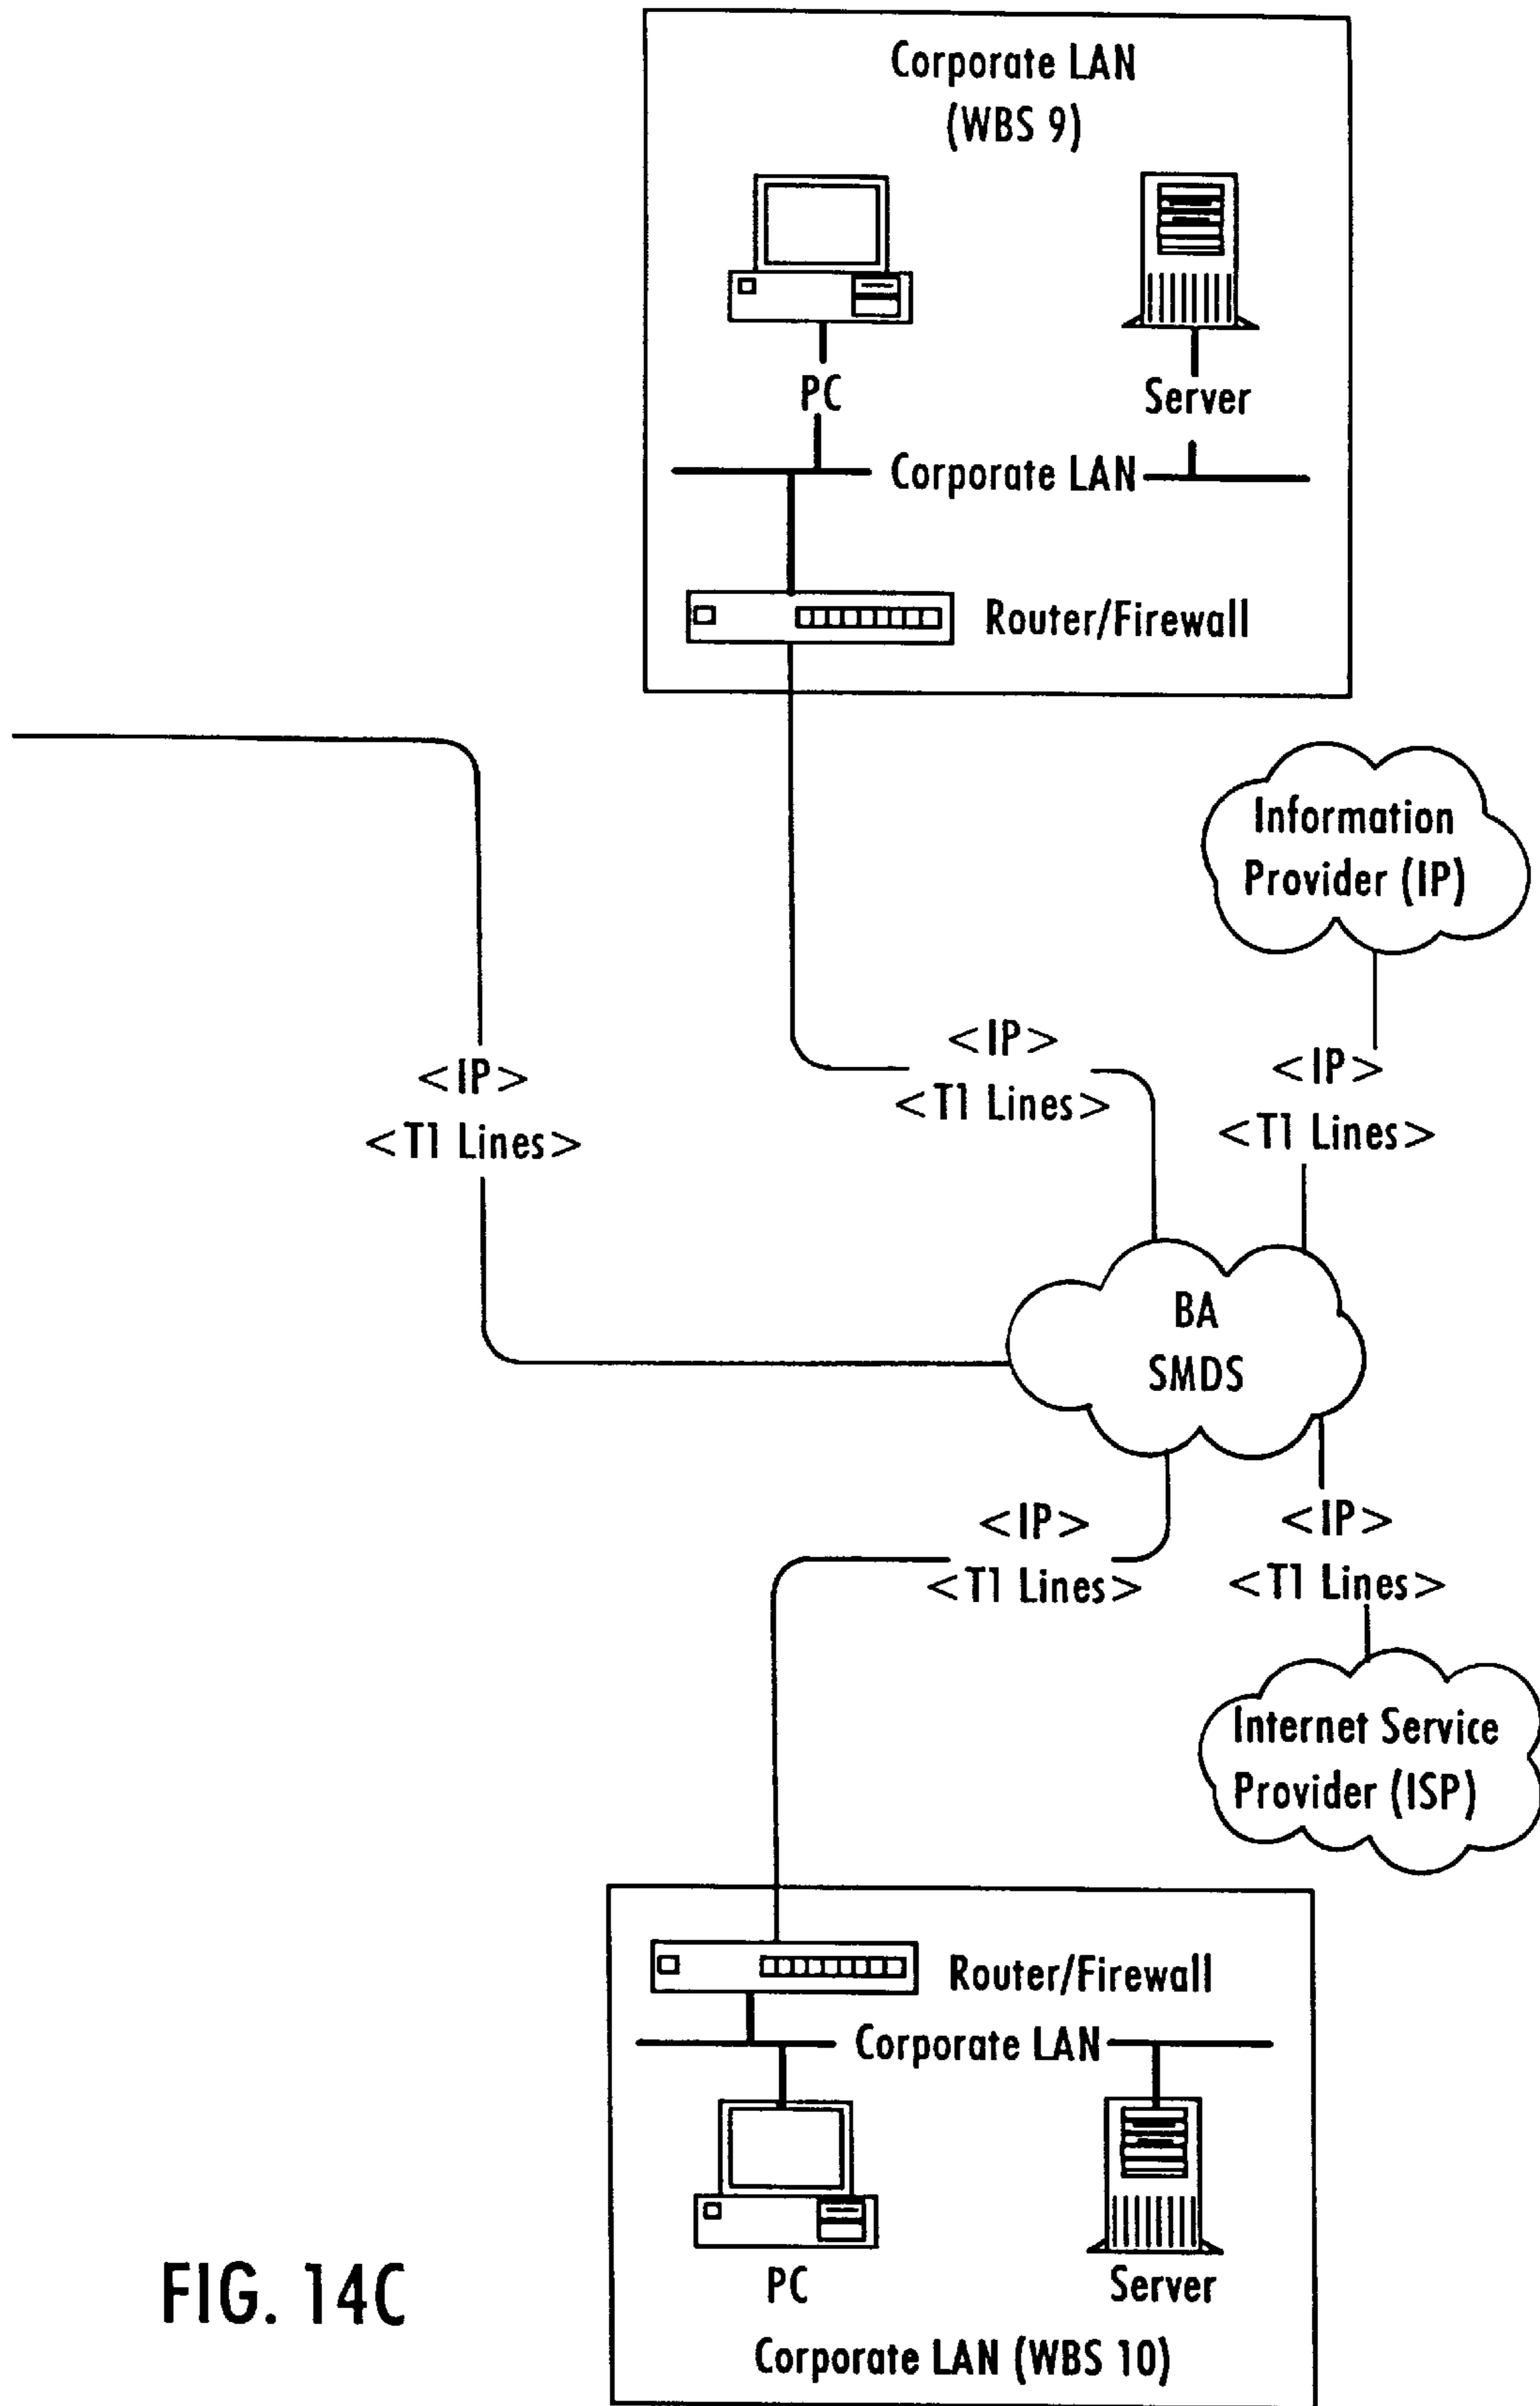 Corporate LAN
(WBS 9)
PC
Server
Corporate LAN
Router/Firewall
Information
Provider (IP)
<IP>
<T1 Lines>
<IP>
<T1 Lines>
<IP>
<T1 Lines>
BA
SMDS
<IP>
<T1 Lines>
<IP>
<T1 Lines>
Internet Service
Provider (ISP)
Router/Firewall
Corporate LAN
PC
Server
Corporate LAN (WBS 10)
FIG. 14C